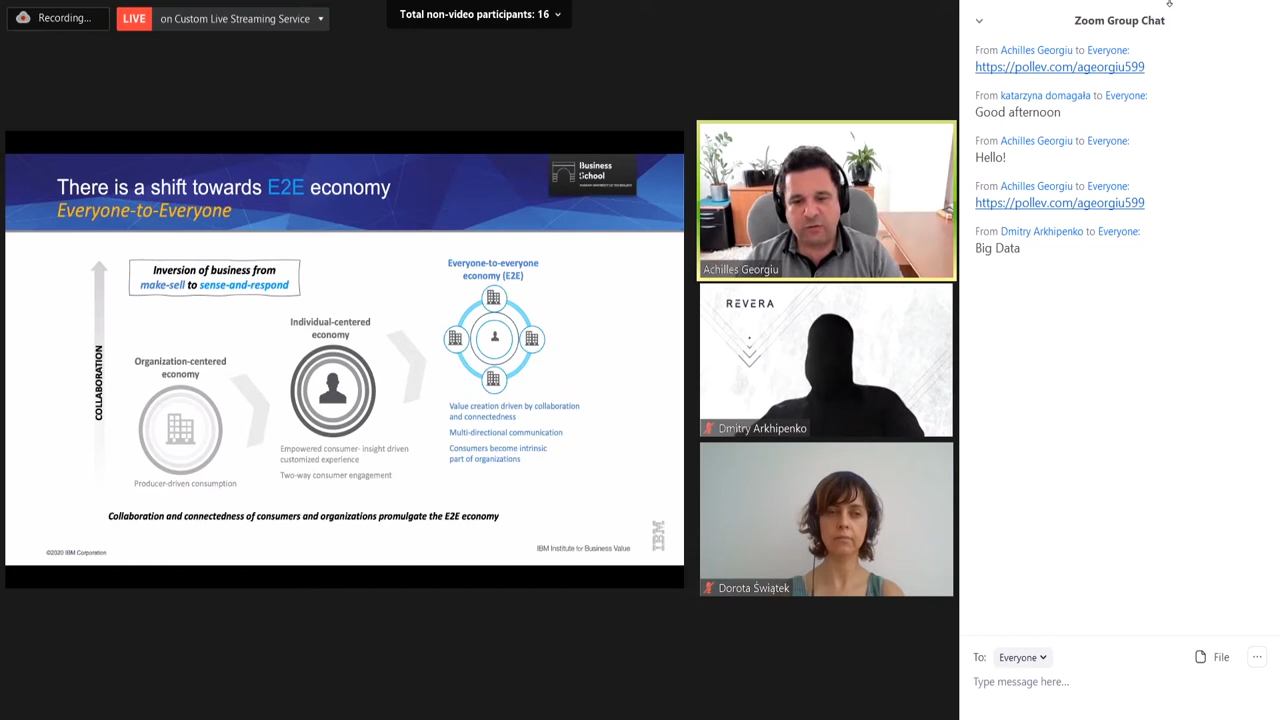 Recording...
LIVE
on Custom Live Streaming Service
Total non-video participants: 16
There is a shift towards E2E economy
Everyone-to-Everyone
Business
School
Inversion of business from
make-sell to sense-and-respond
COLLABORATION
Organization-centered
economy
Producer-driven consumption
Individual-centered
economy
Empowered consumer- insight driven
customized experience
Two-way consumer engagement
Everyone-to-everyone
economy (E2E)
Value creation driven by collaboration
and connectedness
Multi-directional communication
Consumers become intrinsic
part of organizations
Collaboration and connectedness of consumers and organizations promulgate the E2E economy
©2020 IBM Corporation
IBM Institute for Business Value
IBM
Achilles Georgiu
REVERA
Dmitry Arkhipenko
Dorota Świątek
Zoom Group Chat
From Achilles Georgiu to Everyone:
https://pollev.com/ageorgiu599
From katarzyna domagała to Everyone:
Good afternoon
From Achilles Georgiu to Everyone:
Hello!
From Achilles Georgiu to Everyone:
https://pollev.com/ageorgiu599
From Dmitry Arkhipenko to Everyone:
Big Data
To: Everyone
File
Type message here...